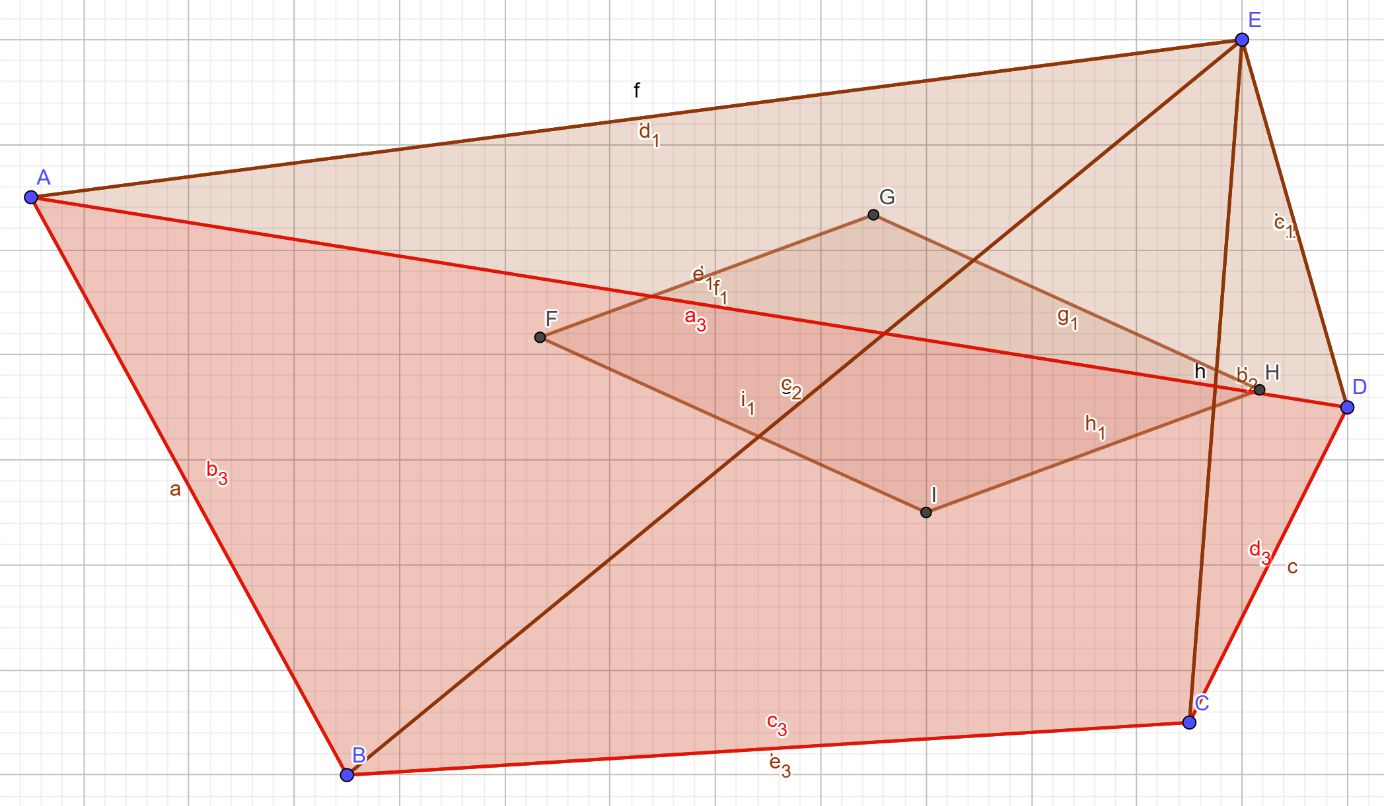 E
f
d₁
A
G
c₁
e₁
f₁
a₃
F
g₁
h
b₂
H
D
c₂
i₁
h₁
b₃
a
I
d₃
c
C
c₃
B
e₃